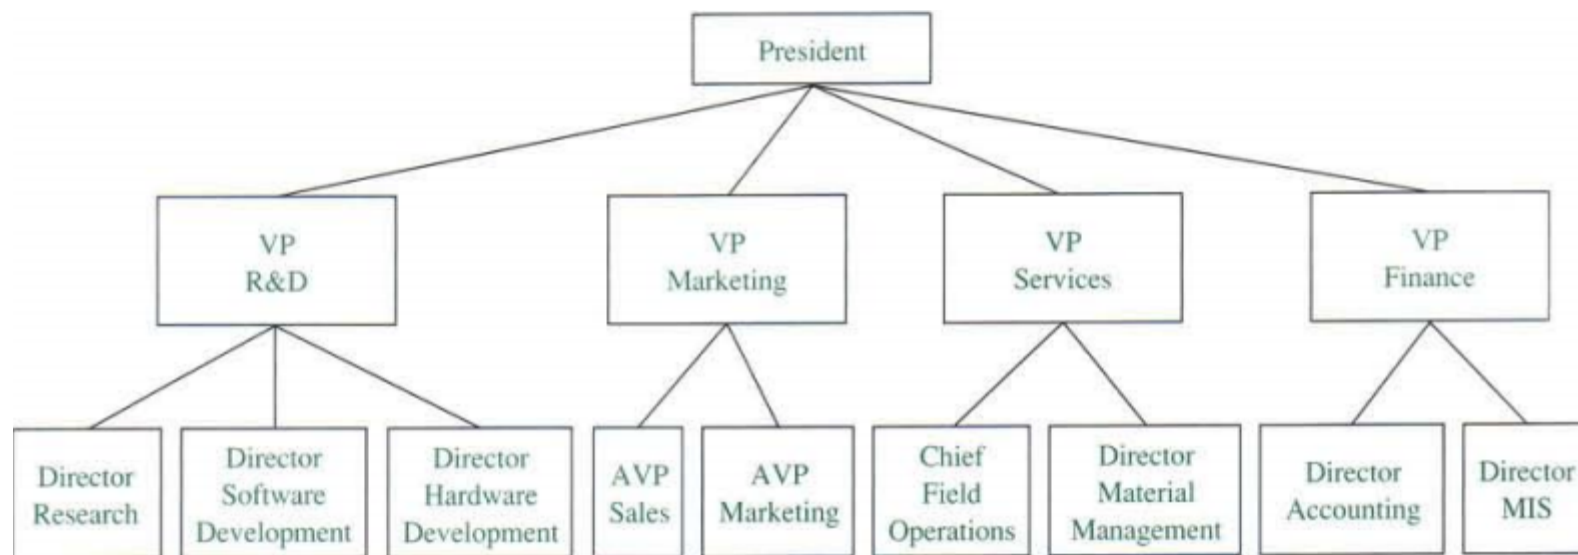 President
VP
R&D
VP
Marketing
VP
Services
VP
Finance
Director
Research
Director
Software
Development
Director
Hardware
Development
AVP
Sales
AVP
Marketing
Chief
Field
Operations
Director
Material
Management
Director
Accounting
Director
MIS